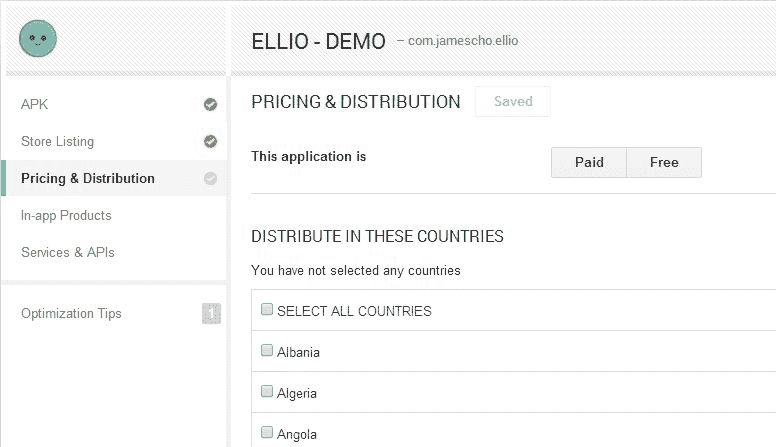 ELLIO - DEMO – com.jamescho.ellio
APK
Store Listing
Pricing & Distribution
In-app Products
Services & APIs
Optimization Tips 1
PRICING & DISTRIBUTION Saved
This application is Paid Free
DISTRIBUTE IN THESE COUNTRIES
You have not selected any countries
SELECT ALL COUNTRIES
Albania
Algeria
Angola